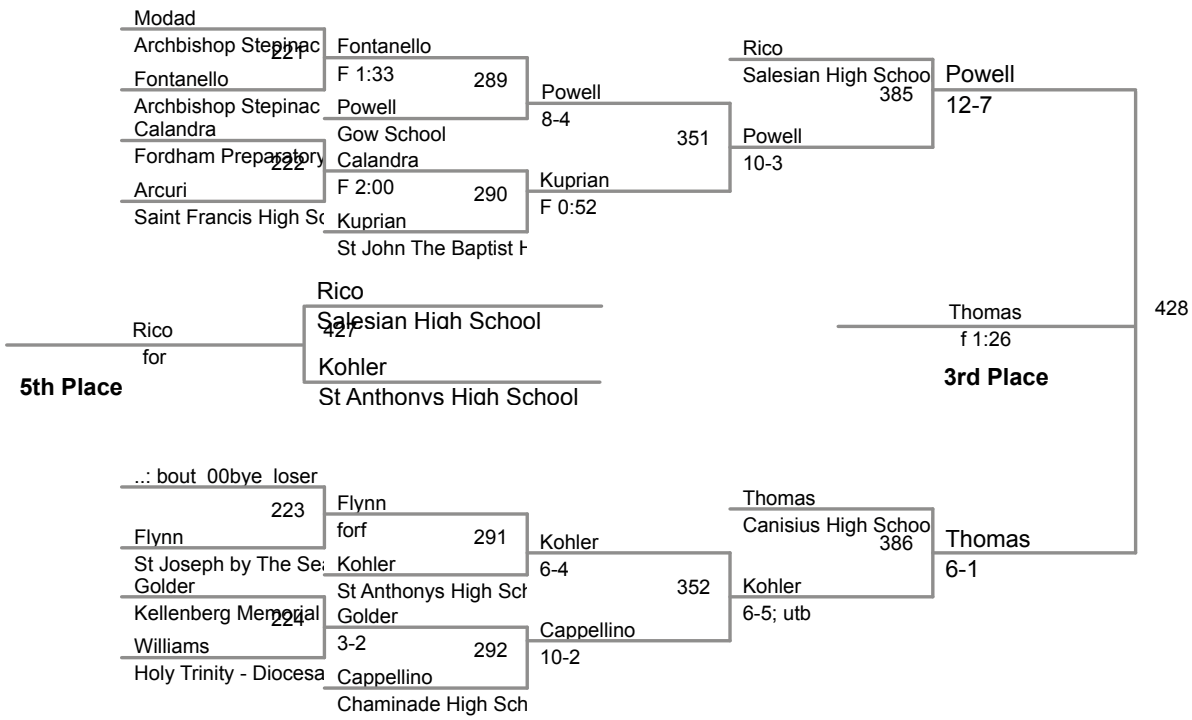 Modad
Archbishop Stepinac
221
Fontanello
Archbishop Stepinac
Calandra
Fordham Preparatory
222
Arcuri
Saint Francis High Sc
Fontanello
F 1:33
289
Powell
Gow School
Calandra
F 2:00
290
Kuprian
St John The Baptist H
Powell
8-4
351
Kuprian
F 0:52
Rico
Salesian High Schoo
385
Powell
10-3
Powell
12-7
Rico
Salesian High School
427
Kohler
St Anthonys High School
Rico
for
5th Place
Thomas
f 1:26
3rd Place
428
..: bout_00bye_loser
223
Flynn
St Joseph by The Sea
Golder
Kellenberg Memorial
224
Williams
Holy Trinity - Diocesa
Flynn
forf
291
Kohler
St Anthonys High Sch
Golder
3-2
292
Cappellino
Chaminade High Sch
Kohler
6-4
352
Cappellino
10-2
Thomas
Canisius High Schoo
386
Kohler
6-5; utb
Thomas
6-1